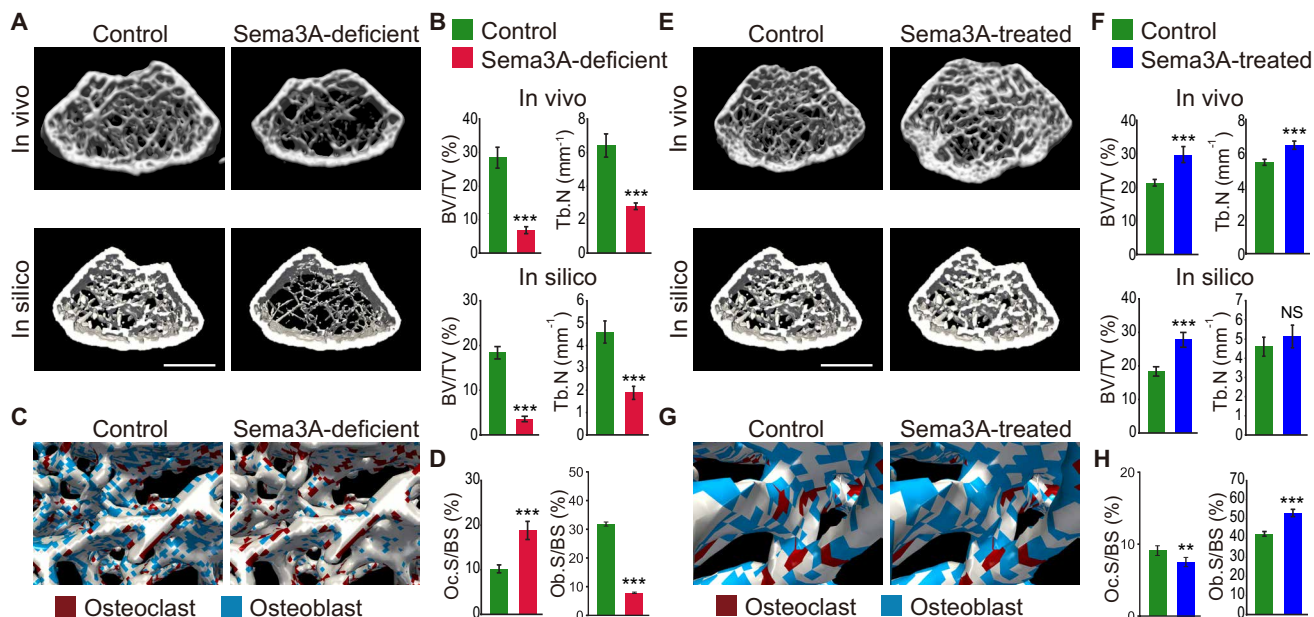 A
Control
Sema3A-deficient
In vivo
In silico
B
Control
Sema3A-deficient
In vivo
BV/TV (%)
40
30
20
10
0
***
Tb.N (mm⁻¹)
8
6
4
2
0
***
In silico
BV/TV (%)
30
20
10
0
***
Tb.N (mm⁻¹)
6
5
4
3
2
1
0
***
C
Control
Sema3A-deficient
Osteoclast
Osteoblast
D
Oc.S/BS (%)
30
20
10
0
***
Ob.S/BS (%)
50
40
30
20
10
0
***
E
Control
Sema3A-treated
In vivo
In silico
F
Control
Sema3A-treated
In vivo
BV/TV (%)
40
30
20
10
0
***
Tb.N (mm⁻¹)
8
6
4
2
0
***
In silico
BV/TV (%)
40
30
20
10
0
***
Tb.N (mm⁻¹)
7
6
5
4
3
2
1
0
NS
G
Control
Sema3A-treated
Osteoclast
Osteoblast
H
Oc.S/BS (%)
20
10
0
**
Ob.S/BS (%)
70
60
50
40
30
20
10
0
***